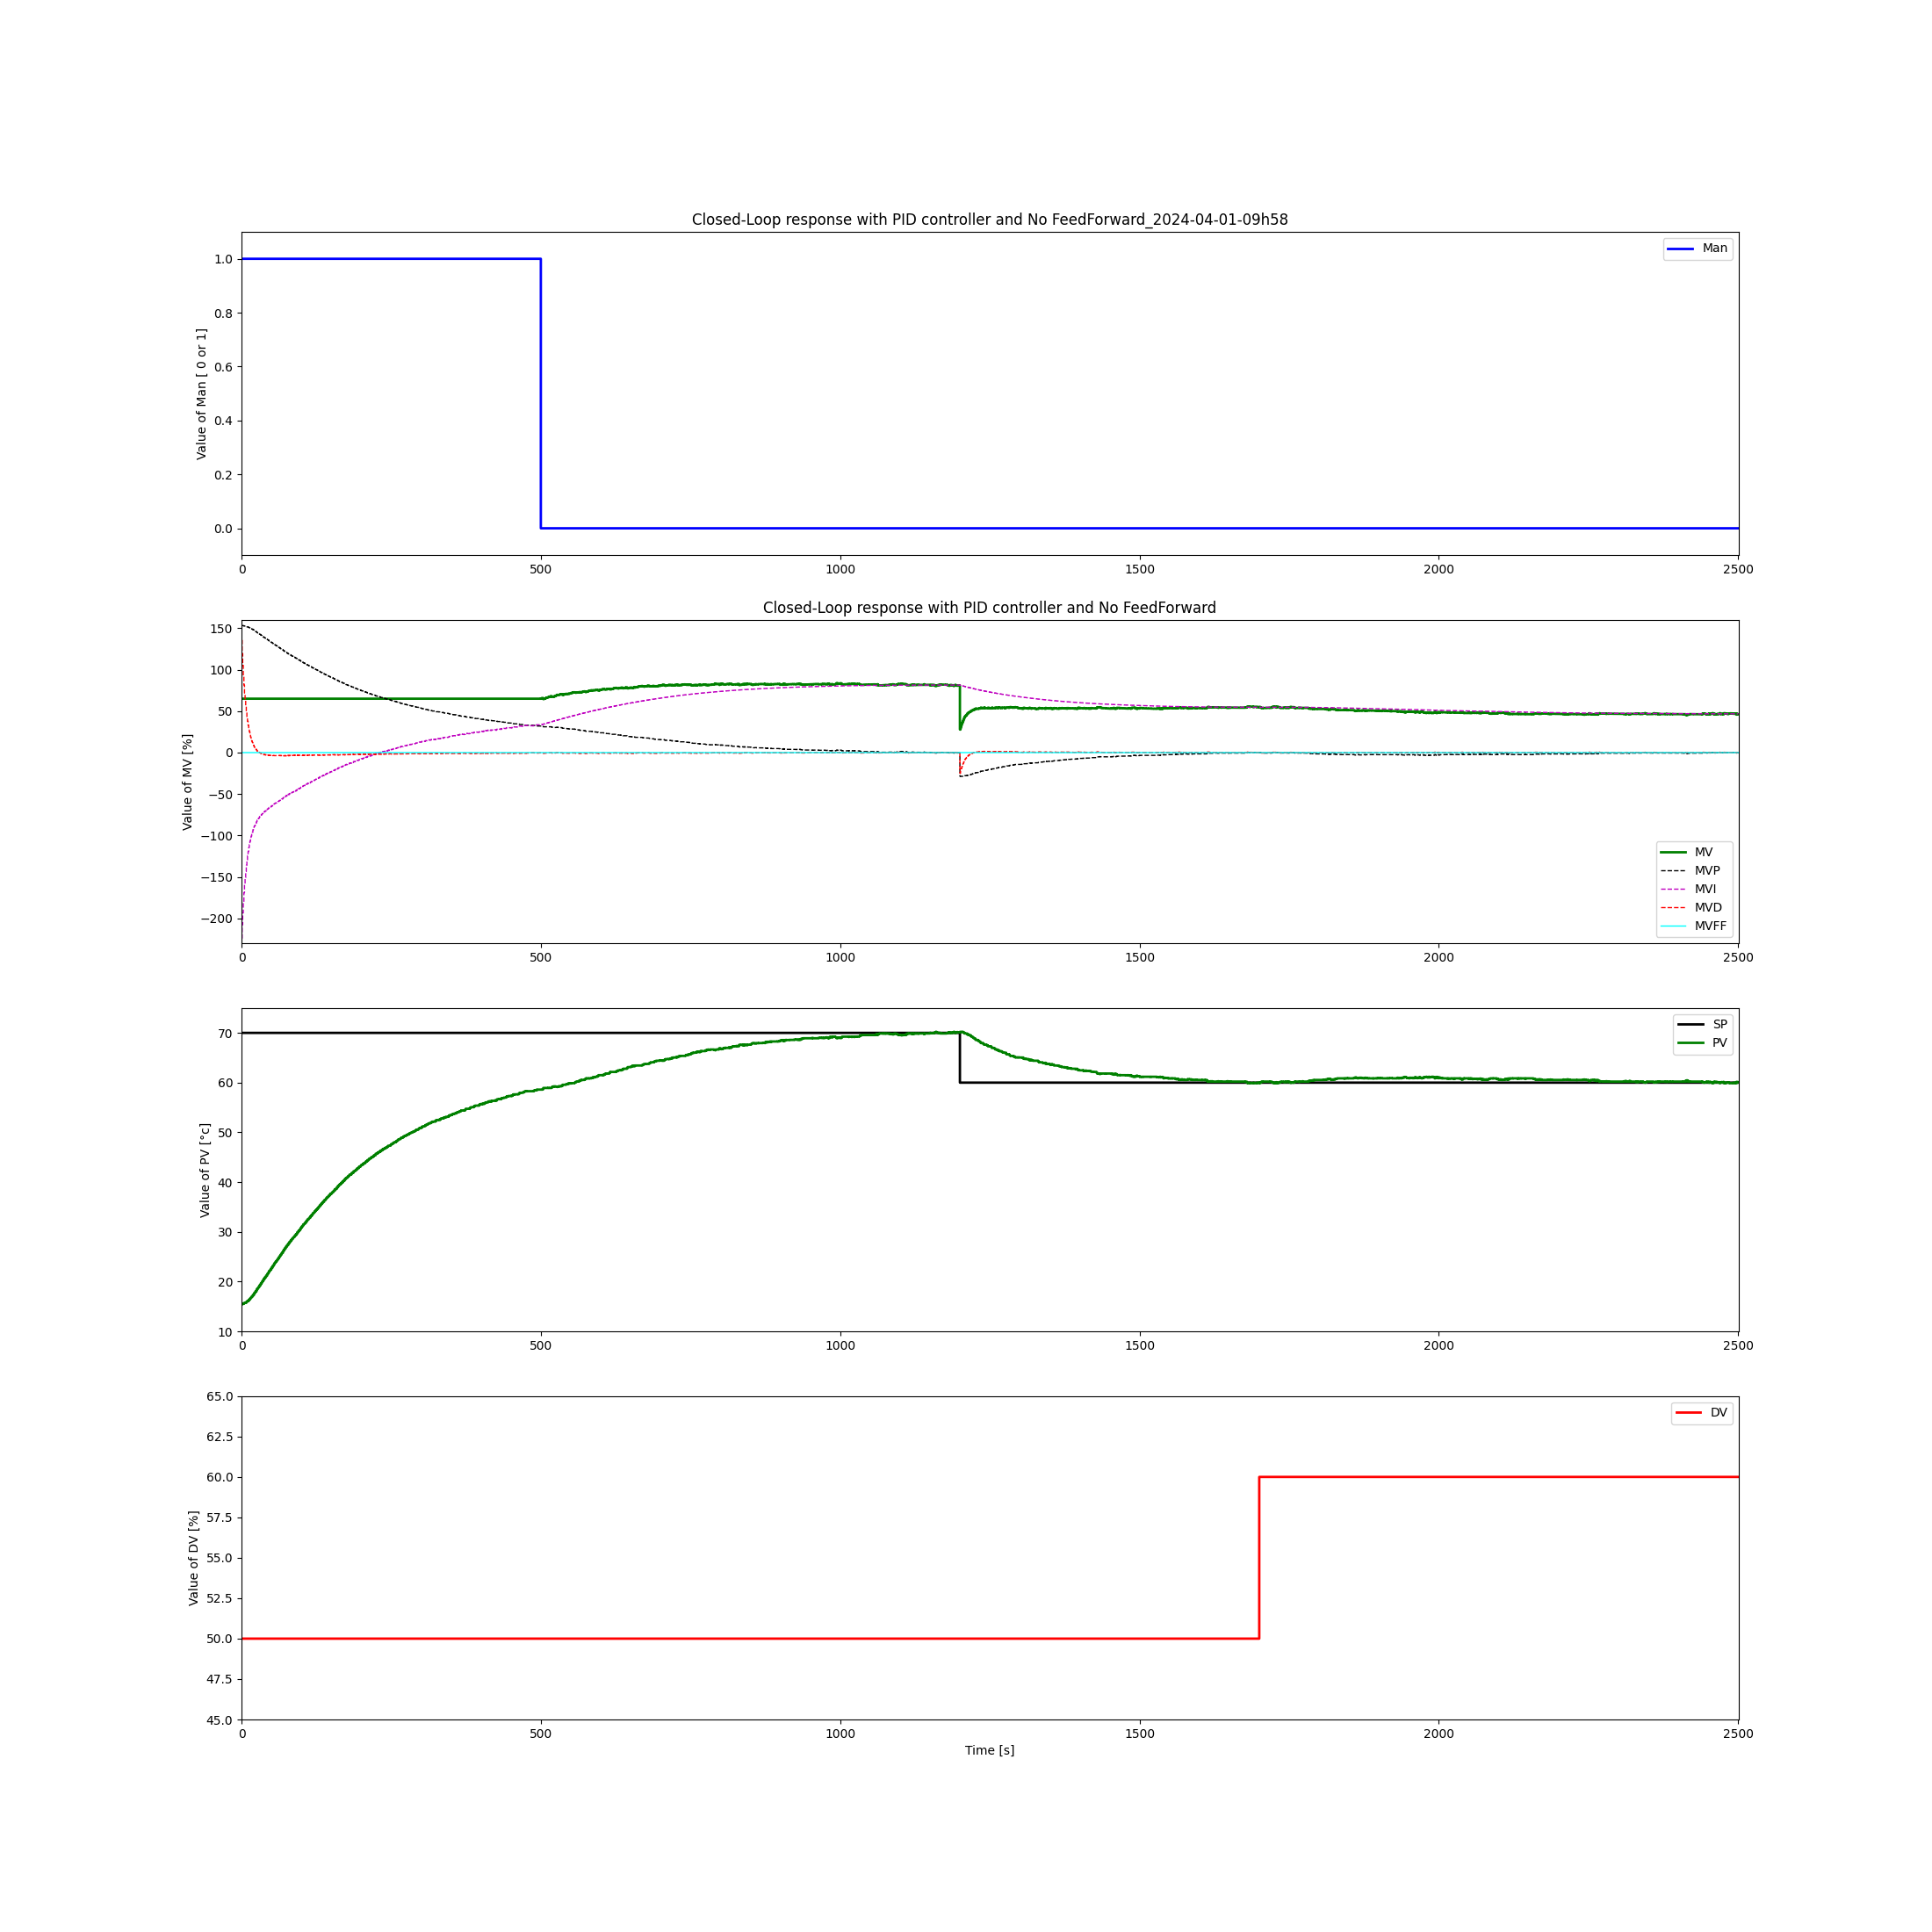 Closed-Loop response with PID controller and No FeedForward_2024-04-01-09h58
Value of Man [ 0 or 1]
1.0
0.8
0.6
0.4
0.2
0.0
Man
0 500 1000 1500 2000 2500
Closed-Loop response with PID controller and No FeedForward
Value of MV [%]
150
100
50
0
−50
−100
−150
−200
MV
MVP
MVI
MVD
MVFF
0 500 1000 1500 2000 2500
Value of PV [°c]
70
60
50
40
30
20
10
SP
PV
0 500 1000 1500 2000 2500
Value of DV [%]
65.0
62.5
60.0
57.5
55.0
52.5
50.0
47.5
45.0
DV
0 500 1000 1500 2000 2500
Time [s]